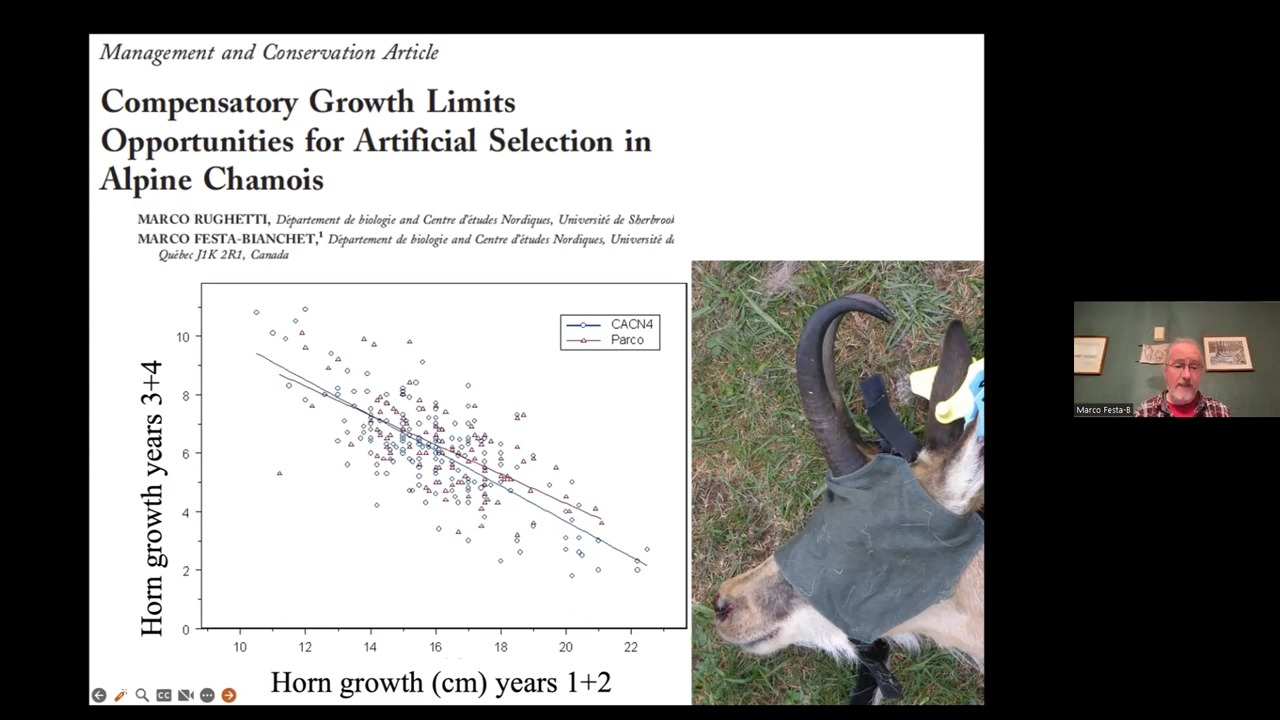 Management and Conservation Article
Compensatory Growth Limits
Opportunities for Artificial Selection in
Alpine Chamois
MARCO RUGHETTI, Département de biologie and Centre d'études Nordiques, Université de Sherbrook
MARCO FESTA-BIANCHET,¹ Département de biologie and Centre d'études Nordiques, Université de
Québec J1K 2R1, Canada
CACN4
Parco
10
8
6
4
2
0
Horn growth years 3+4
10 12 14 16 18 20 22
Horn growth (cm) years 1+2
CC
Marco Festa-B